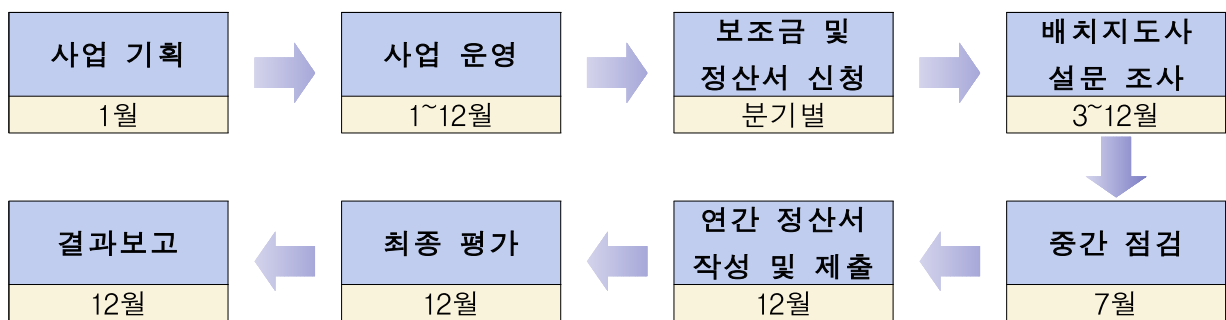 사업 기획
1월
사업 운영
1~12월
보조금 및
정산서 신청
분기별
배치지도사
설문 조사
3~12월
중간 점검
7월
연간 정산서
작성 및 제출
12월
최종 평가
12월
결과보고
12월